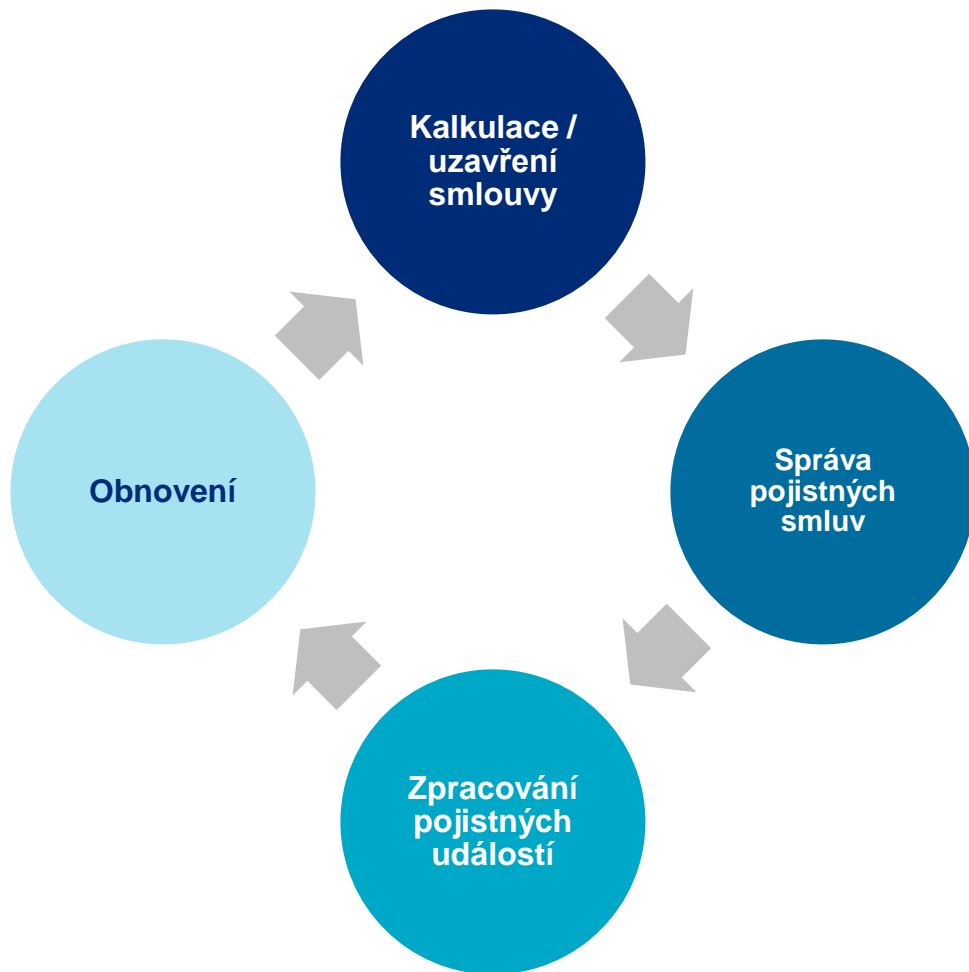 Kalkulace /
uzavření
smlouvy
Správa
pojistných
smluv
Zpracování
pojistných
událostí
Obnovení